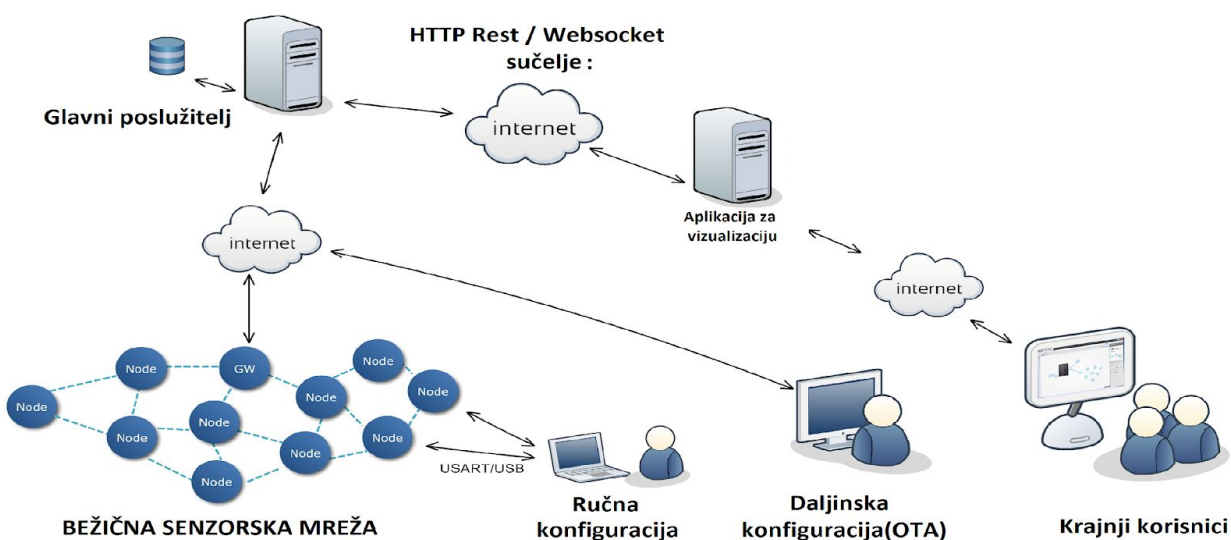 HTTP Rest / Websocket
sučelje :
Glavni poslužitelj
internet
Aplikacija za
vizualizaciju
internet
internet
Node
GW
Node
Node
Node
Node
Node
Node
Node
Node
Node
USART/USB
BEŽIČNA SENZORSKA MREŽA
Ručna
konfiguracija
Daljinska
konfiguracija(OTA)
Krajnji korisnici